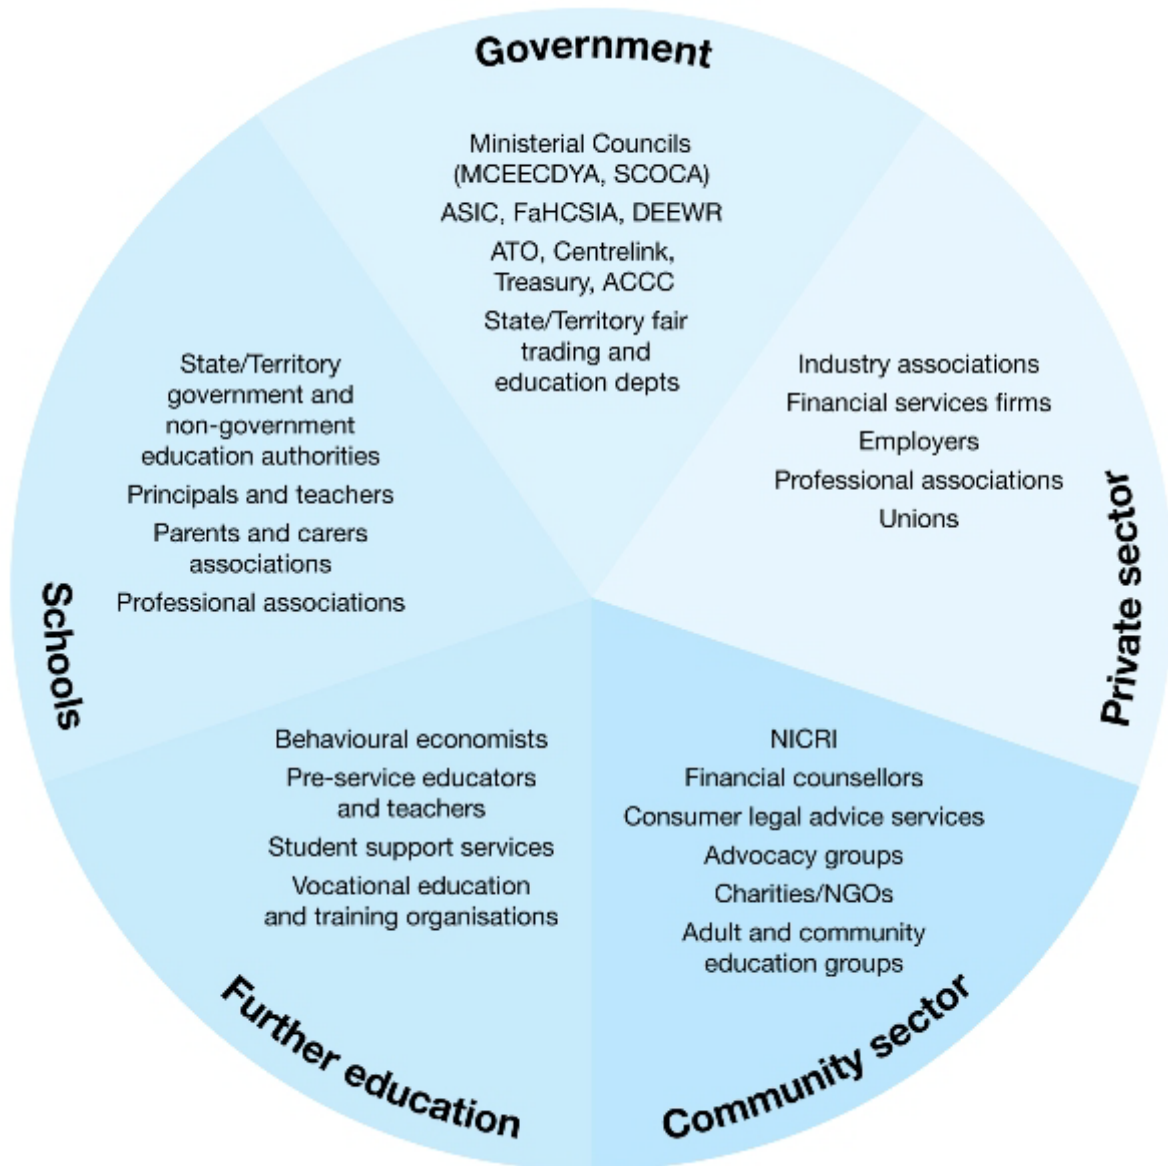 Government
Ministerial Councils
(MCEECDYA, SCOCA)
ASIC, FaHCSIA, DEEWR
ATO, Centrelink,
Treasury, ACCC
State/Territory fair
trading and
education depts
Private sector
Industry associations
Financial services firms
Employers
Professional associations
Unions
Community sector
NICRI
Financial counsellors
Consumer legal advice services
Advocacy groups
Charities/NGOs
Adult and community
education groups
Further education
Behavioural economists
Pre-service educators
and teachers
Student support services
Vocational education
and training organisations
Schools
State/Territory
government and
non-government
education authorities
Principals and teachers
Parents and carers
associations
Professional associations